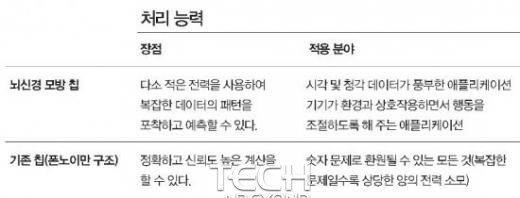 처리 능력
장점 적용 분야
뇌신경 모방 칩 다소 적은 전력을 사용하여 시각 및 청각 데이터가 풍부한 애플리케이션
복잡한 데이터의 패턴을 기기가 환경과 상호작용하면서 행동을
포착하고 예측할 수 있다. 조절하도록 해 주는 애플리케이션
기존 칩(폰노이만 구조) 정확하고 신뢰도 높은 계산을 숫자 문제로 환원될 수 있는 모든 것(복잡한
할 수 있다. 문제일수록 상당한 양의 전력 소모)
TECH